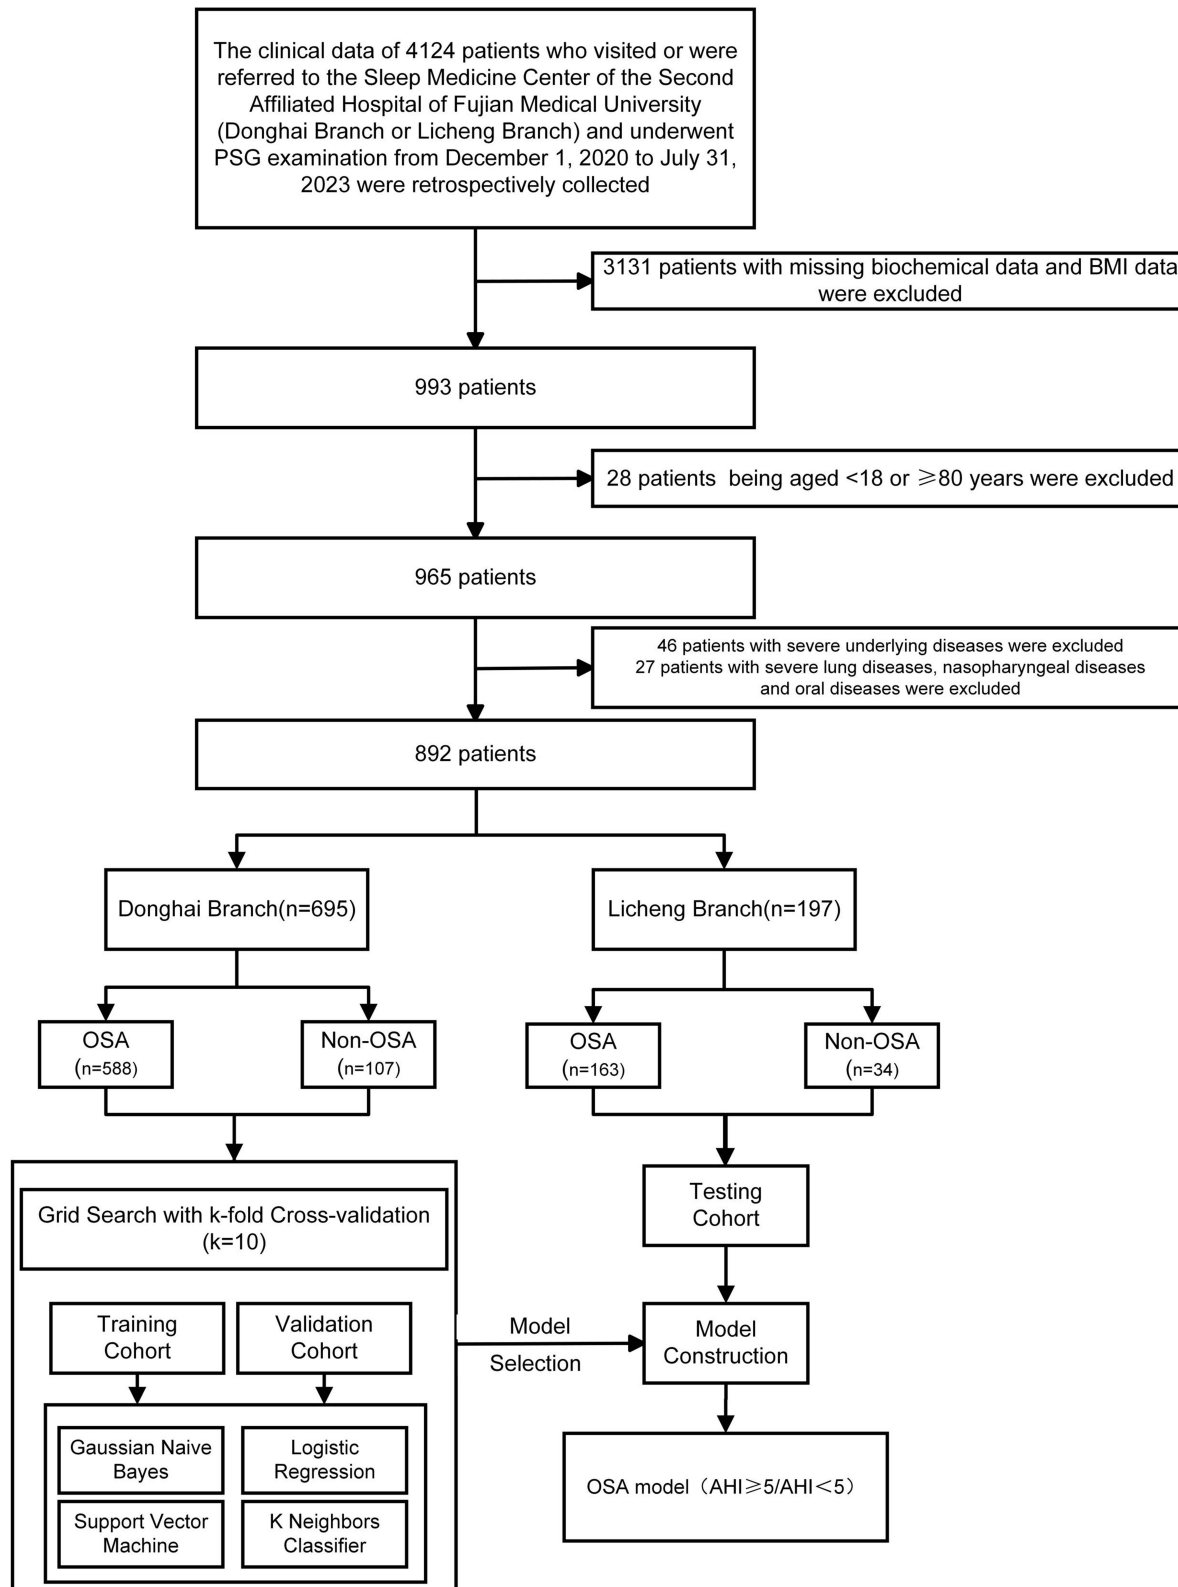 The clinical data of 4124 patients who visited or were
referred to the Sleep Medicine Center of the Second
Affiliated Hospital of Fujian Medical University
(Donghai Branch or Licheng Branch) and underwent
PSG examination from December 1, 2020 to July 31,
2023 were retrospectively collected
3131 patients with missing biochemical data and BMI data
were excluded
993 patients
28 patients being aged <18 or ≥80 years were excluded
965 patients
46 patients with severe underlying diseases were excluded
27 patients with severe lung diseases, nasopharyngeal diseases
and oral diseases were excluded
892 patients
Donghai Branch(n=695)
Licheng Branch(n=197)
OSA
(n=588)
Non-OSA
(n=107)
OSA
(n=163)
Non-OSA
(n=34)
Grid Search with k-fold Cross-validation
(k=10)
Testing
Cohort
Training
Cohort
Validation
Cohort
Model
Selection
Model
Construction
Gaussian Naive
Bayes
Logistic
Regression
Support Vector
Machine
K Neighbors
Classifier
OSA model（AHI≥5/AHI＜5）